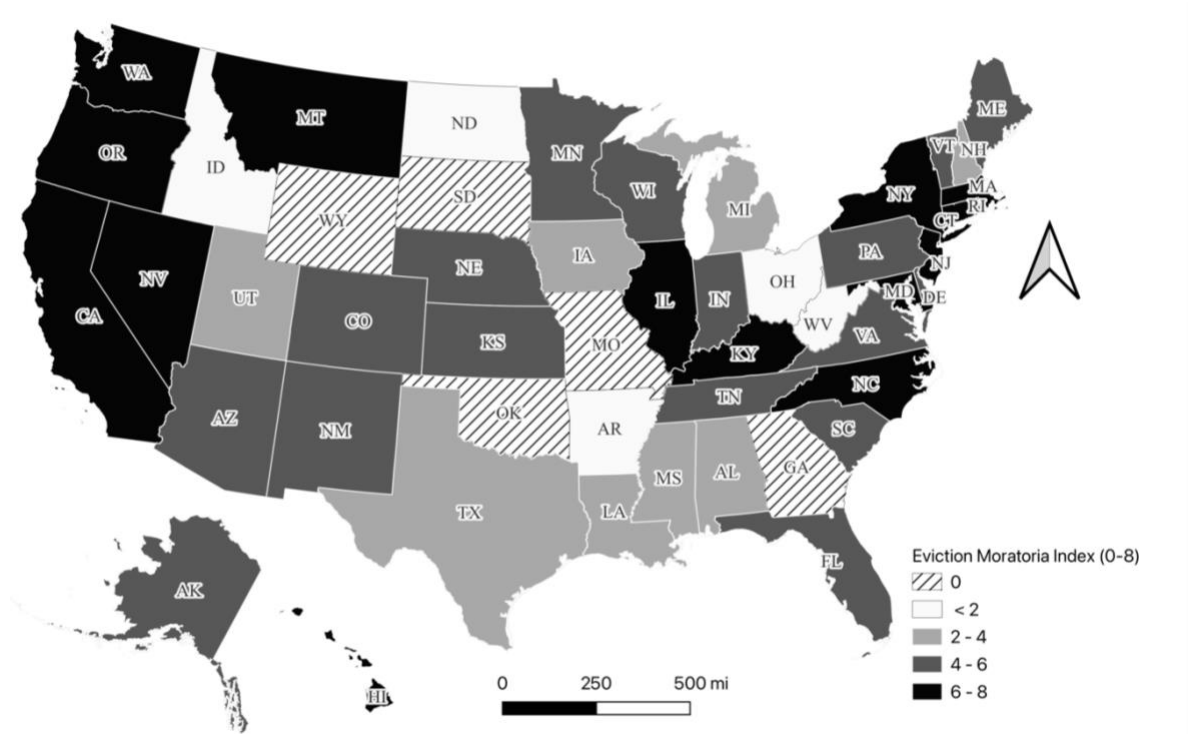 WA
MT
ND
ME
OR
ID
MN
VT
NH
SD
WI
NY
MA
RI
WY
MI
CT
NE
IA
PA
NJ
NV
UT
OH
MD
DE
CA
CO
IL
IN
WV
VA
KS
MO
KY
NC
TN
AZ
NM
OK
AR
SC
MS
AL
GA
TX
LA
FL
AK
HI
Eviction Moratoria Index (0-8)
0
< 2
2 - 4
4 - 6
6 - 8
0 250 500 mi